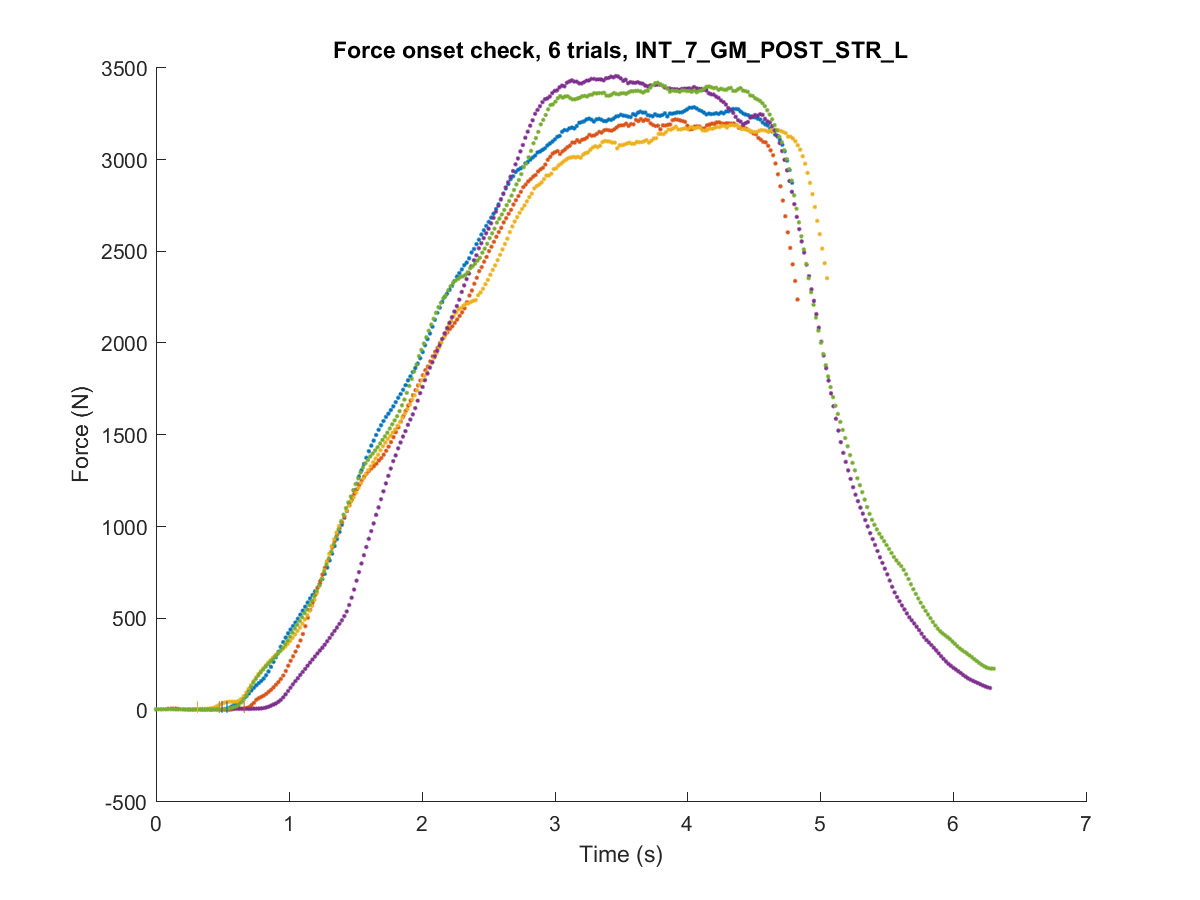 Force onset check, 6 trials, INT_7_GM_POST_STR_L
3500
3000
2500
2000
1500
1000
500
0
-500
Force (N)
0 1 2 3 4 5 6 7
Time (s)